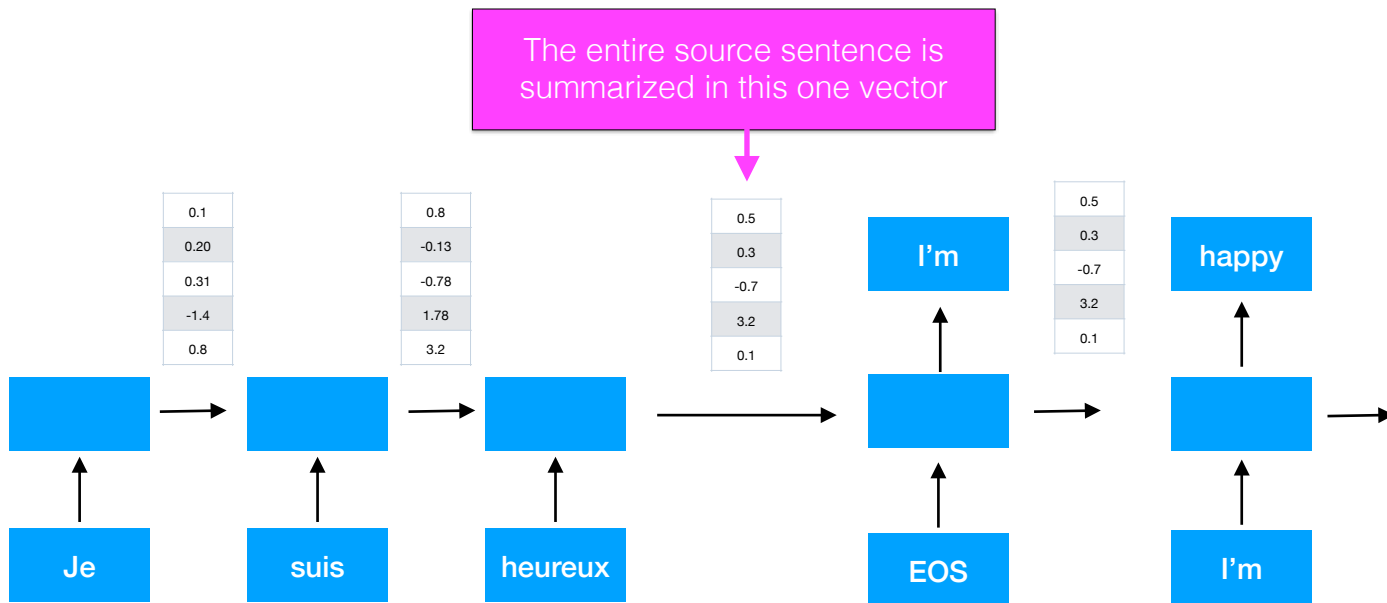 The entire source sentence is
summarized in this one vector
0.1
0.20
0.31
-1.4
0.8
0.8
-0.13
-0.78
1.78
3.2
0.5
0.3
-0.7
3.2
0.1
0.5
0.3
-0.7
3.2
0.1
I'm
happy
Je
suis
heureux
EOS
I'm